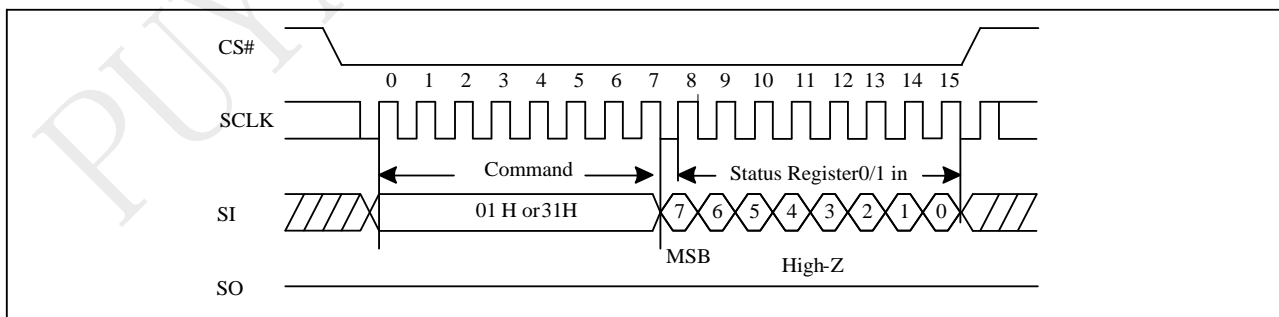 PUY
CS#
0 1 2 3 4 5 6 7 8 9 10 11 12 13 14 15
SCLK
Command
Status Register0/1 in
SI
01 H or31H
7 6 5 4 3 2 1 0
MSB
High-Z
SO